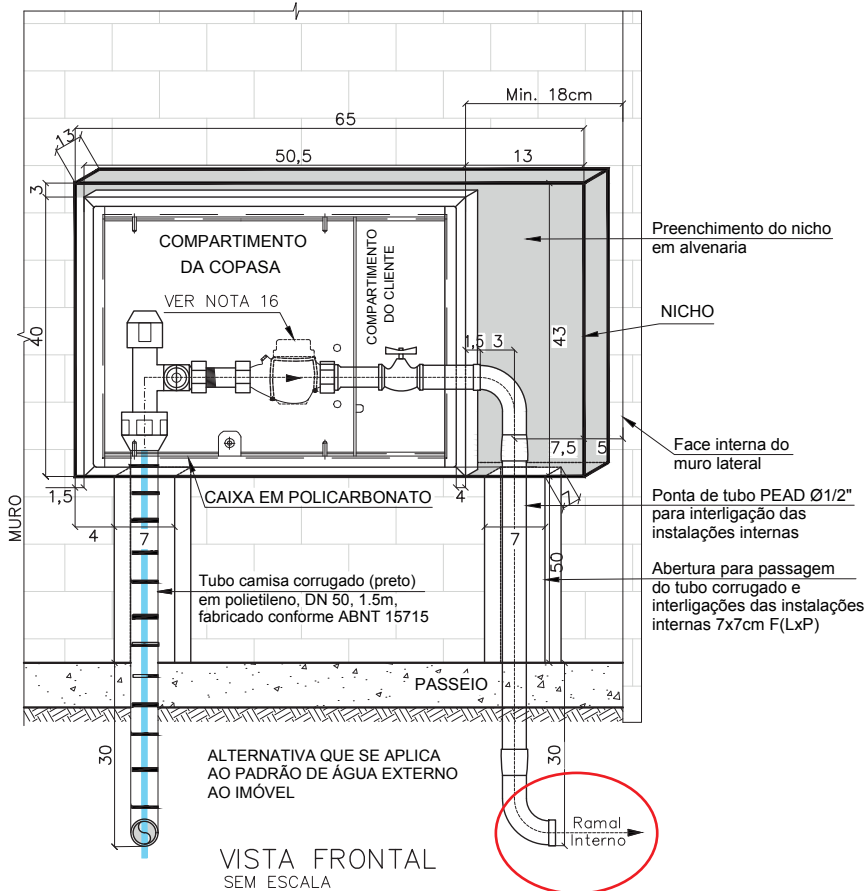 Min. 18cm
65
13
50,5
13
3
COMPARTIMENTO
DA COPASA
COMPARTIMENTO
DO CLIENTE
Preenchimento do nicho
em alvenaria
VER NOTA 16
NICHO
40
43
1,5
3
7,5
5
Face interna do
muro lateral
CAIXA EM POLICARBONATO
1,5
4
7
Ponta de tubo PEAD Ø1/2"
para interligação das
instalações internas
MURO
4
7
7
50
Tubo camisa corrugado (preto)
em polietileno, DN 50, 1.5m,
fabricado conforme ABNT 15715
Abertura para passagem
do tubo corrugado e
interligações das instalações
internas 7x7cm F(LxP)
PASSEIO
30
30
ALTERNATIVA QUE SE APLICA
AO PADRÃO DE ÁGUA EXTERNO
AO IMÓVEL
Ramal
Interno
VISTA FRONTAL
SEM ESCALA